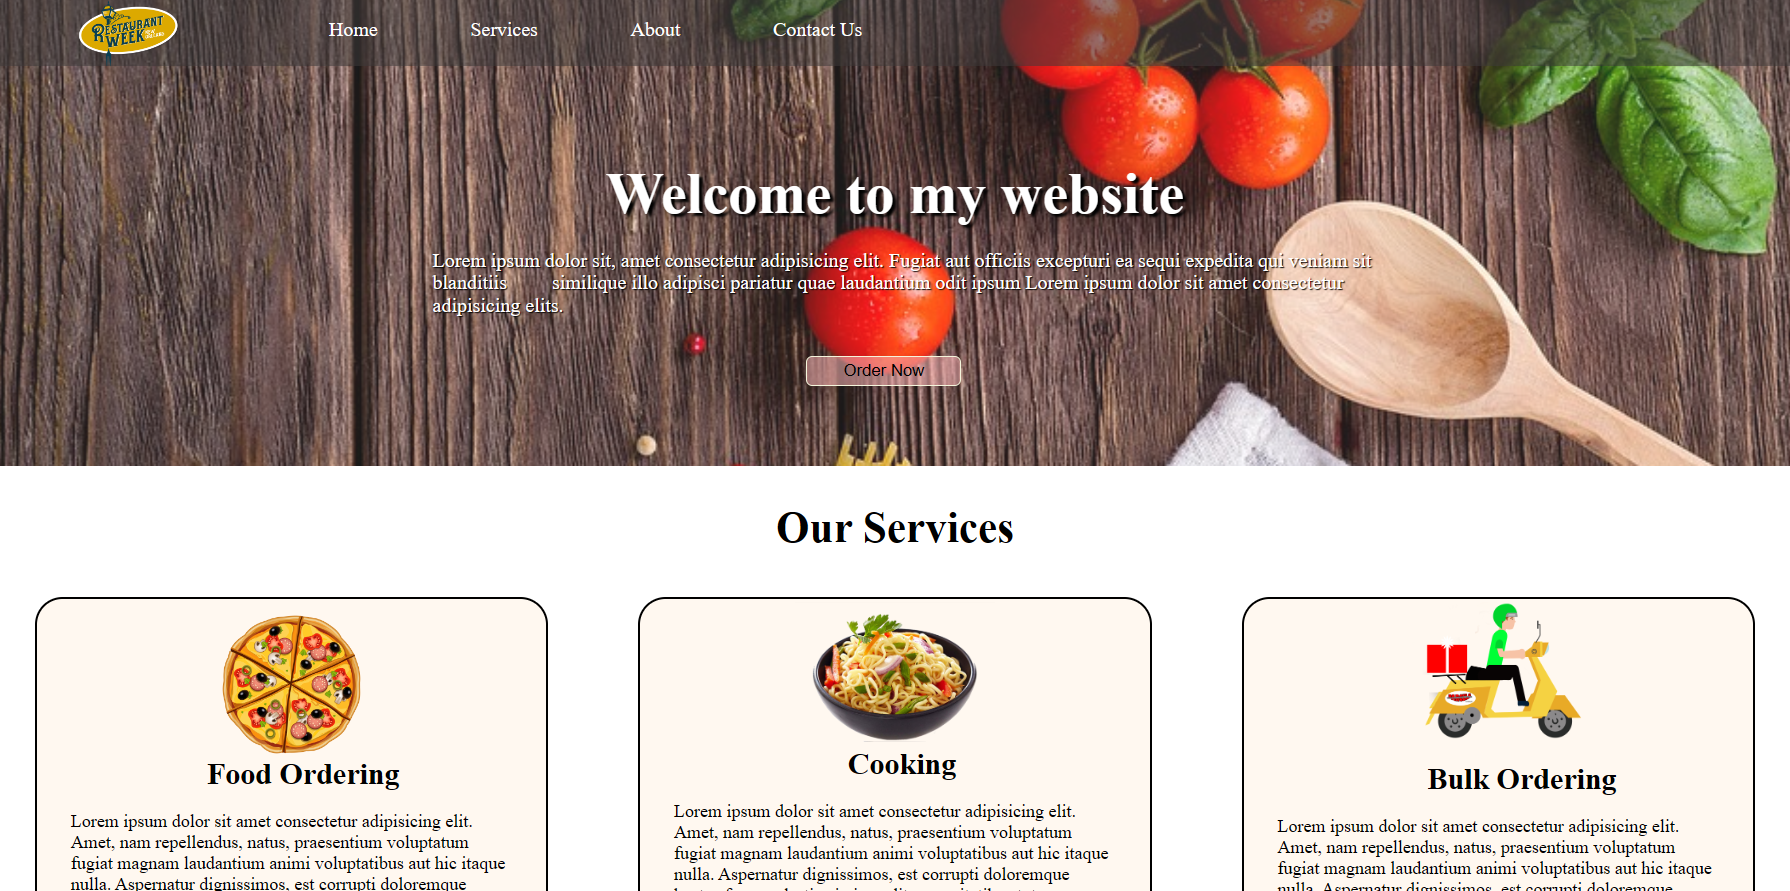 RESTAURANT
WEEK
NEW
ORLEANS
Home Services About Contact Us
Welcome to my website
Lorem ipsum dolor sit, amet consectetur adipisicing elit. Fugiat aut officiis excepturi ea sequi expedita qui veniam sit
blanditiis similique illo adipisci pariatur quae laudantium odit ipsum Lorem ipsum dolor sit amet consectetur
adipisicing elits.
Order Now
Our Services
Food Ordering
Lorem ipsum dolor sit amet consectetur adipisicing elit.
Amet, nam repellendus, natus, praesentium voluptatum
fugiat magnam laudantium animi voluptatibus aut hic itaque
nulla. Aspernatur dignissimos, est corrupti doloremque
Cooking
Lorem ipsum dolor sit amet consectetur adipisicing elit.
Amet, nam repellendus, natus, praesentium voluptatum
fugiat magnam laudantium animi voluptatibus aut hic itaque
nulla. Aspernatur dignissimos, est corrupti doloremque
Bulk Ordering
Lorem ipsum dolor sit amet consectetur adipisicing elit.
Amet, nam repellendus, natus, praesentium voluptatum
fugiat magnam laudantium animi voluptatibus aut hic itaque
nulla. Aspernatur dignissimos, est corrupti doloremque